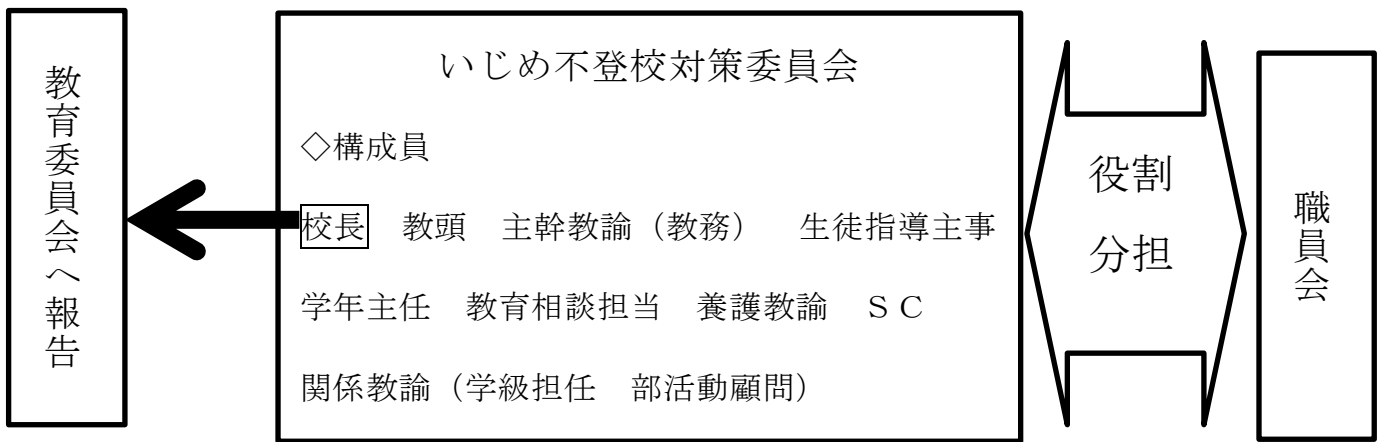 教育委員会へ報告
いじめ不登校対策委員会
◇構成員
校長　教頭　主幹教諭（教務）　生徒指導主事
学年主任　教育相談担当　養護教諭　ＳＣ
関係教諭（学級担任　部活動顧問）
役割
分担
職員会